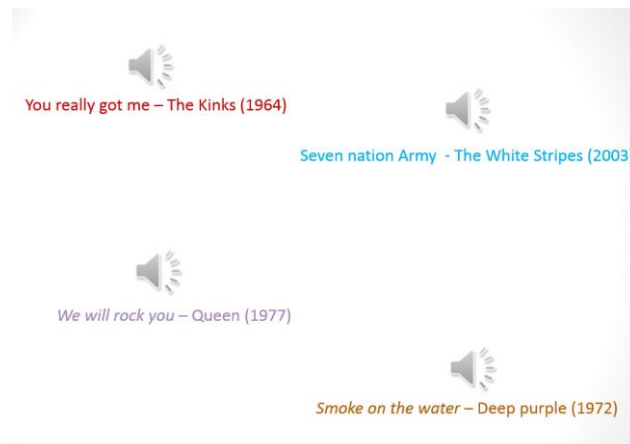 You really got me – The Kinks (1964)
Seven nation Army  - The White Stripes (2003
We will rock you – Queen (1977)
Smoke on the water – Deep purple (1972)